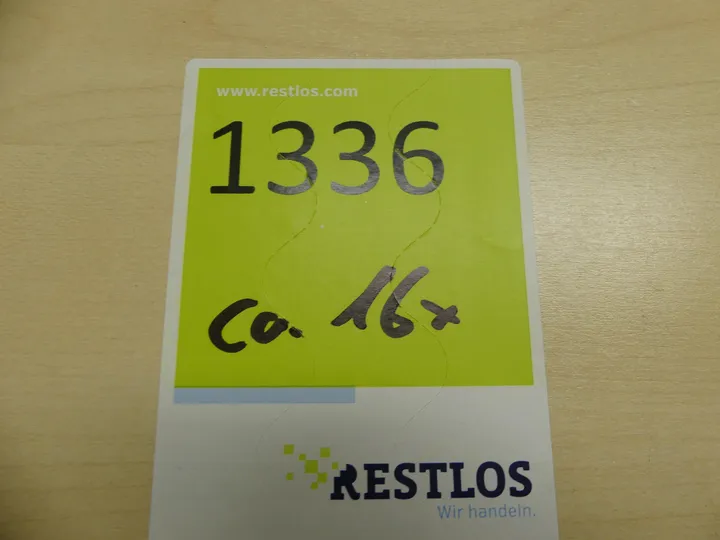 www.restlos.com
1336
Ca. 16x
RESTLOS
Wir handeln.